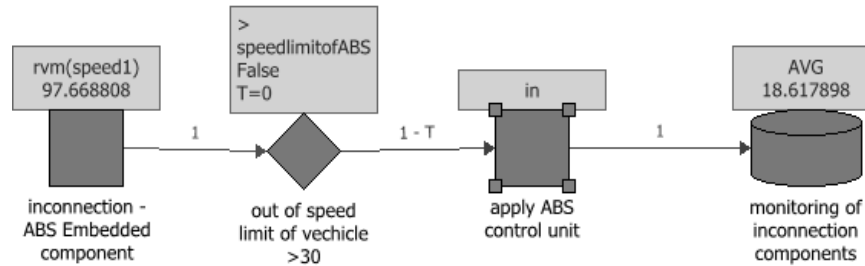 rvm(speed1)
97.668808
>
speedlimitofABS
False
T=0
in
AVG
18.617898
1
1 - T
1
inconnection -
ABS Embedded
component
out of speed
limit of vechicle
>30
apply ABS
control unit
monitoring of
inconnection
components